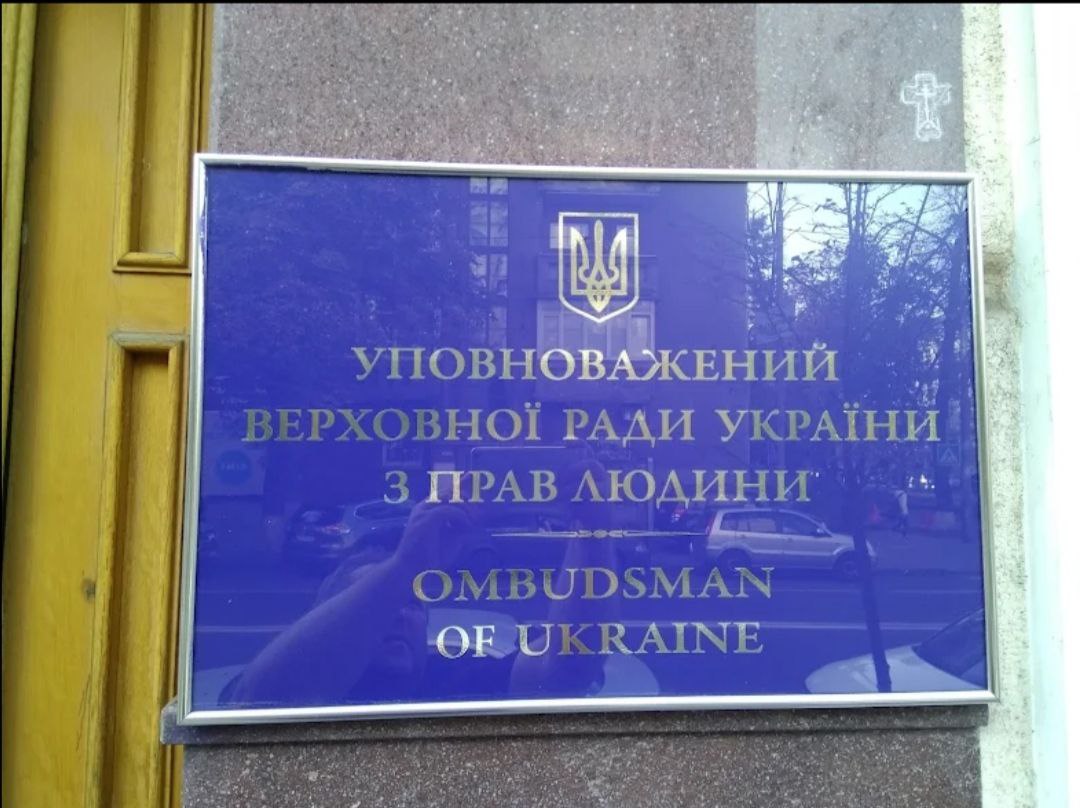 УПОВНОВАЖЕНИЙ
ВЕРХОВНОЇ РАДИ УКРАЇНИ
З ПРАВ ЛЮДИНИ
OMBUDSMAN
OF UKRAINE